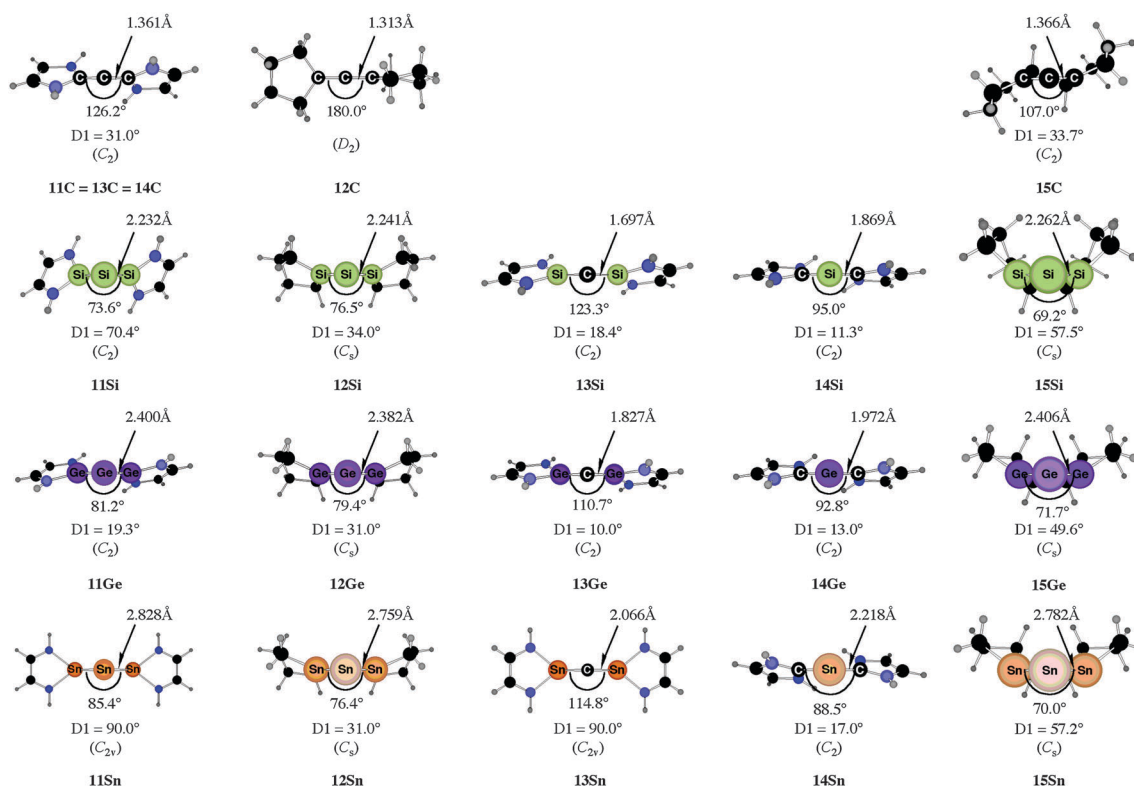 1.361Å 1.313Å 1.366Å
C C C C C C C C C
126.2° 180.0° 107.0°
D1 = 31.0° D1 = 33.7°
(C2) (D2) (C2)
11C = 13C = 14C 12C 15C
2.232Å 2.241Å 1.697Å 1.869Å 2.262Å
Si Si Si Si Si Si Si C Si C Si C Si Si Si
73.6° 76.5° 123.3° 95.0° 69.2°
D1 = 70.4° D1 = 34.0° D1 = 18.4° D1 = 11.3° D1 = 57.5°
(C2) (Cs) (C2) (C2) (Cs)
11Si 12Si 13Si 14Si 15Si
2.400Å 2.382Å 1.827Å 1.972Å 2.406Å
Ge Ge Ge Ge Ge Ge Ge C Ge C Ge C Ge Ge Ge
81.2° 79.4° 110.7° 92.8° 71.7°
D1 = 19.3° D1 = 31.0° D1 = 10.0° D1 = 13.0° D1 = 49.6°
(C2) (Cs) (C2) (C2) (Cs)
11Ge 12Ge 13Ge 14Ge 15Ge
2.828Å 2.759Å 2.066Å 2.218Å 2.782Å
Sn Sn Sn Sn Sn Sn Sn C Sn C Sn C Sn Sn Sn
85.4° 76.4° 114.8° 88.5° 70.0°
D1 = 90.0° D1 = 31.0° D1 = 90.0° D1 = 17.0° D1 = 57.2°
(C2v) (Cs) (C2v) (C2) (Cs)
11Sn 12Sn 13Sn 14Sn 15Sn